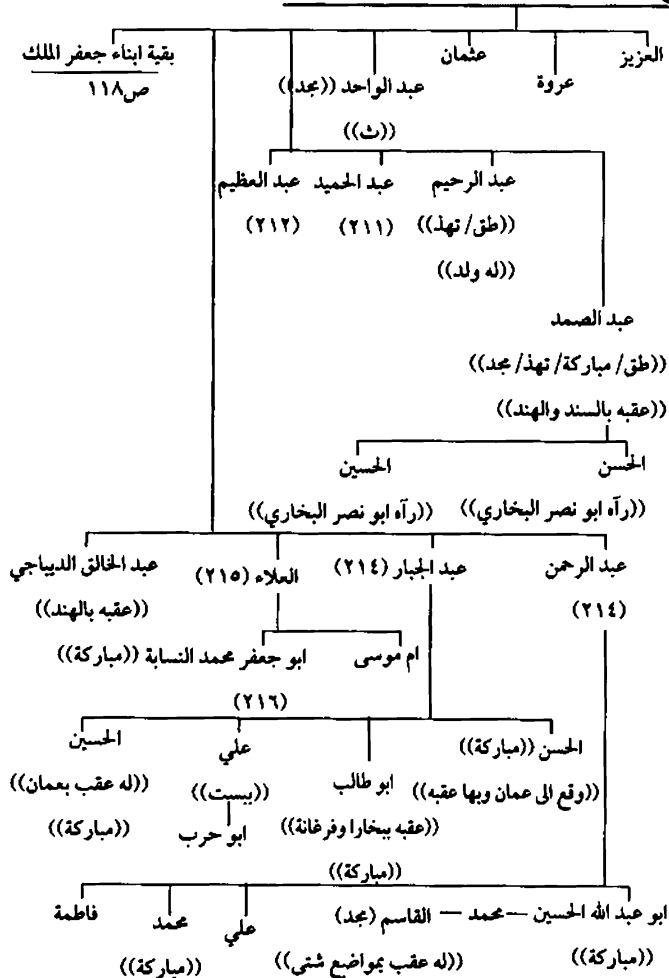 العزيز
عروة
عثمان
عبد الواحد ((مجد))
((ث))
بقية ابناء جعفر الملك
ص١١٨
عبد الرحيم
((طق/ تهذ))
((له ولد))
عبد الحميد
(٢١١)
عبد العظيم
(٢١٢)
عبد الصمد
((طق/ مباركة/ تهذ/ مجد))
((عقبه بالسند والهند))
الحسن
((رآه ابو نصر البخاري))
الحسين
((رآه ابو نصر البخاري))
عبد الرحمن
(٢١٤)
عبد الجبار (٢١٤)
العلاء (٢١٥)
عبد الخالق الديباجي
((عقبه بالهند))
ام موسى
ابو جعفر محمد النسابة ((مباركة))
(٢١٦)
الحسن ((مباركة))
((وقع الى عمان وبها عقبه))
ابو طالب
((عقبه ببخارا وفرغانة))
((مباركة))
علي
((ببست))
ابو حرب
الحسين
((له عقب بعمان))
((مباركة))
ابو عبد الله الحسين — محمد — القاسم (مجد)
((مباركة))
((له عقب بمواضع شتى))
علي
محمد
((مباركة))
فاطمة